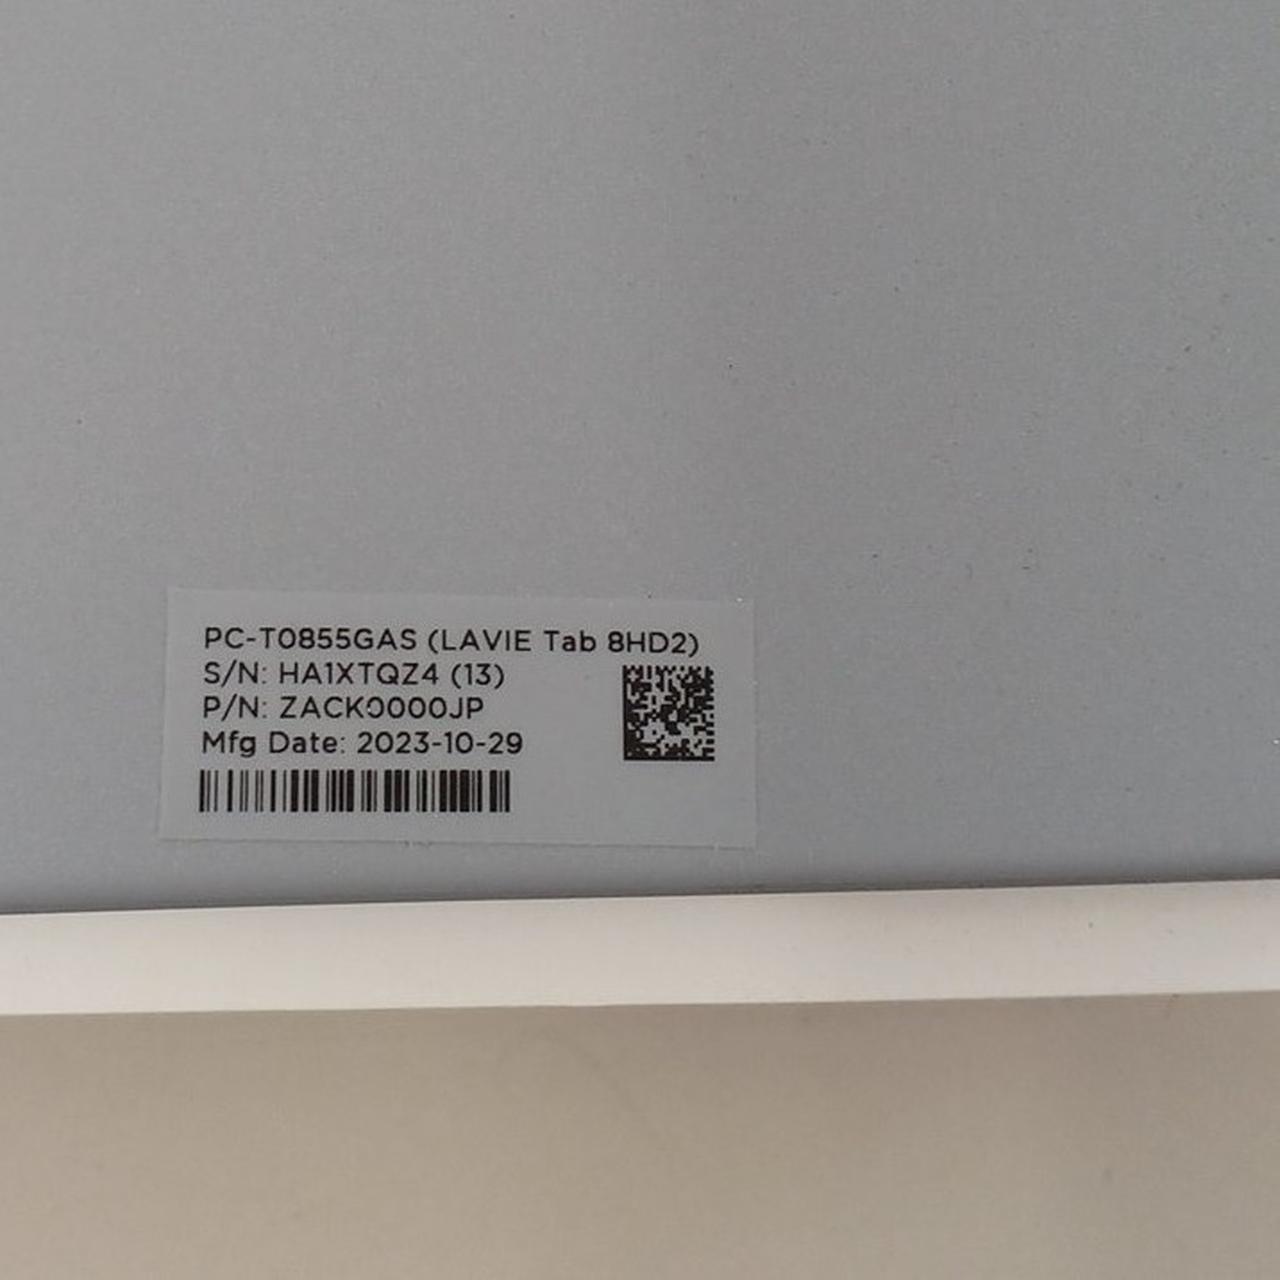 PC-T0855GAS (LAVIE Tab 8HD2)
S/N: HA1XTQZ4 (13)
P/N: ZACK0000JP
Mfg Date: 2023-10-29